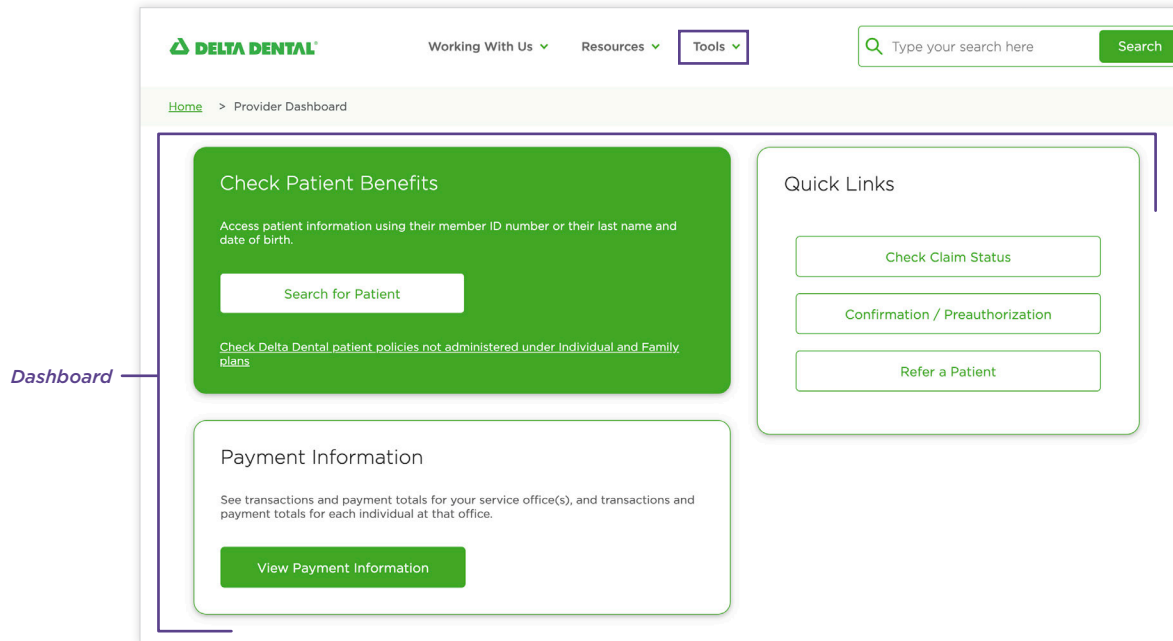 DELTA DENTAL®
Working With Us
Resources
Tools
Type your search here
Search
Home > Provider Dashboard
Dashboard
Check Patient Benefits
Access patient information using their member ID number or their last name and
date of birth.
Search for Patient
Check Delta Dental patient policies not administered under Individual and Family
plans
Quick Links
Check Claim Status
Confirmation / Preauthorization
Refer a Patient
Payment Information
See transactions and payment totals for your service office(s), and transactions and
payment totals for each individual at that office.
View Payment Information